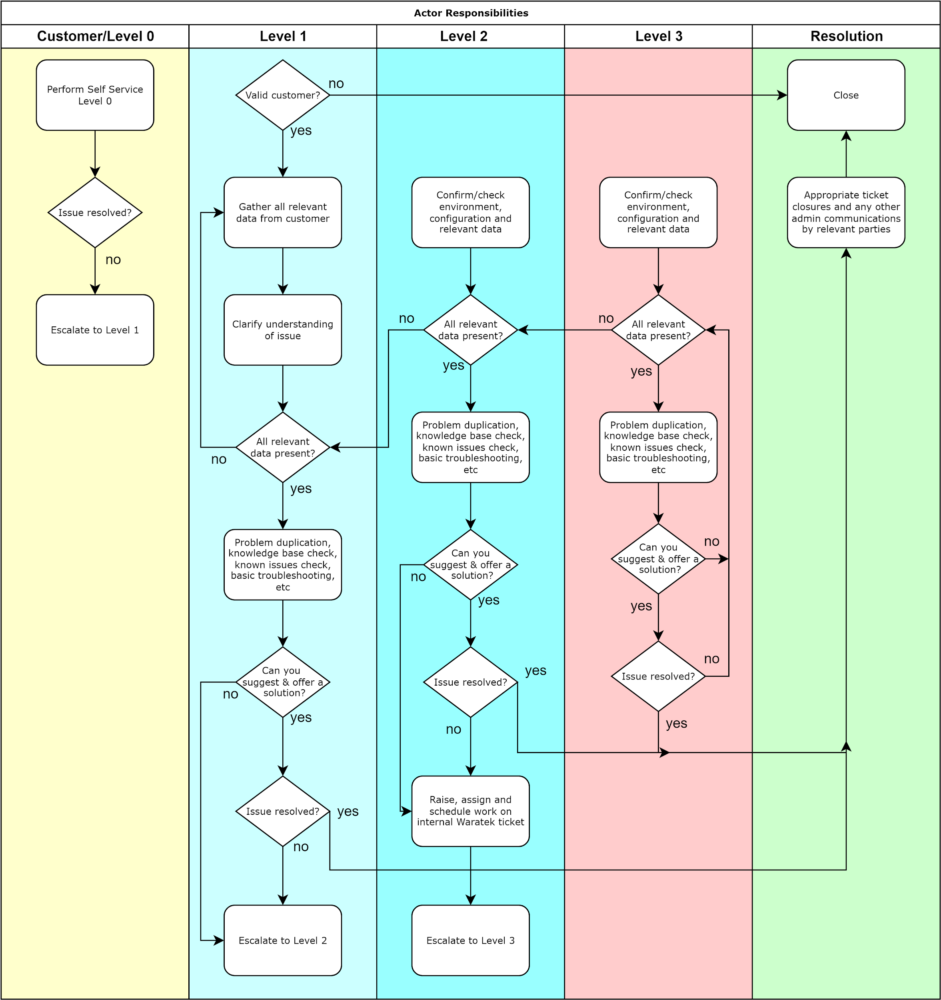 Actor Responsibilities
Customer/Level 0
Level 1
Level 2
Level 3
Resolution
Perform Self Service
Level 0
Issue resolved?
no
Escalate to Level 1
Valid customer?
no
yes
Gather all relevant
data from customer
Clarify understanding
of issue
All relevant
data present?
no
yes
Problem duplication,
knowledge base check,
known issues check,
basic troubleshooting,
etc
Can you
suggest & offer a
solution?
no
yes
Issue resolved?
yes
no
Escalate to Level 2
Confirm/check
environment,
configuration and
relevant data
no
All relevant
data present?
yes
Problem duplication,
knowledge base check,
known issues check,
basic troubleshooting,
etc
Can you
suggest & offer a
solution?
no
yes
Issue resolved?
yes
no
Raise, assign and
schedule work on
internal Waratek ticket
Escalate to Level 3
Confirm/check
environment,
configuration and
relevant data
no
All relevant
data present?
yes
Problem duplication,
knowledge base check,
known issues check,
basic troubleshooting,
etc
Can you
suggest & offer a
solution?
no
yes
Issue resolved?
no
yes
Close
Appropriate ticket
closures and any other
admin communications
by relevant parties